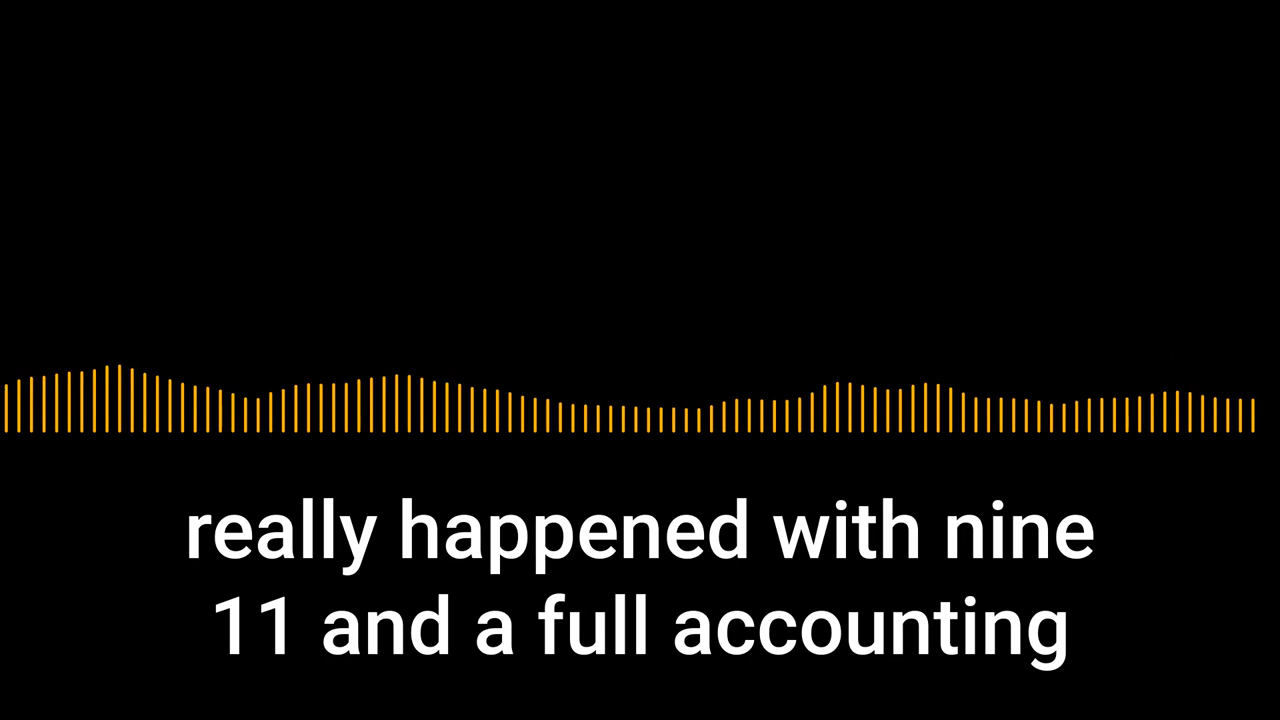 really happened with nine
11 and a full accounting